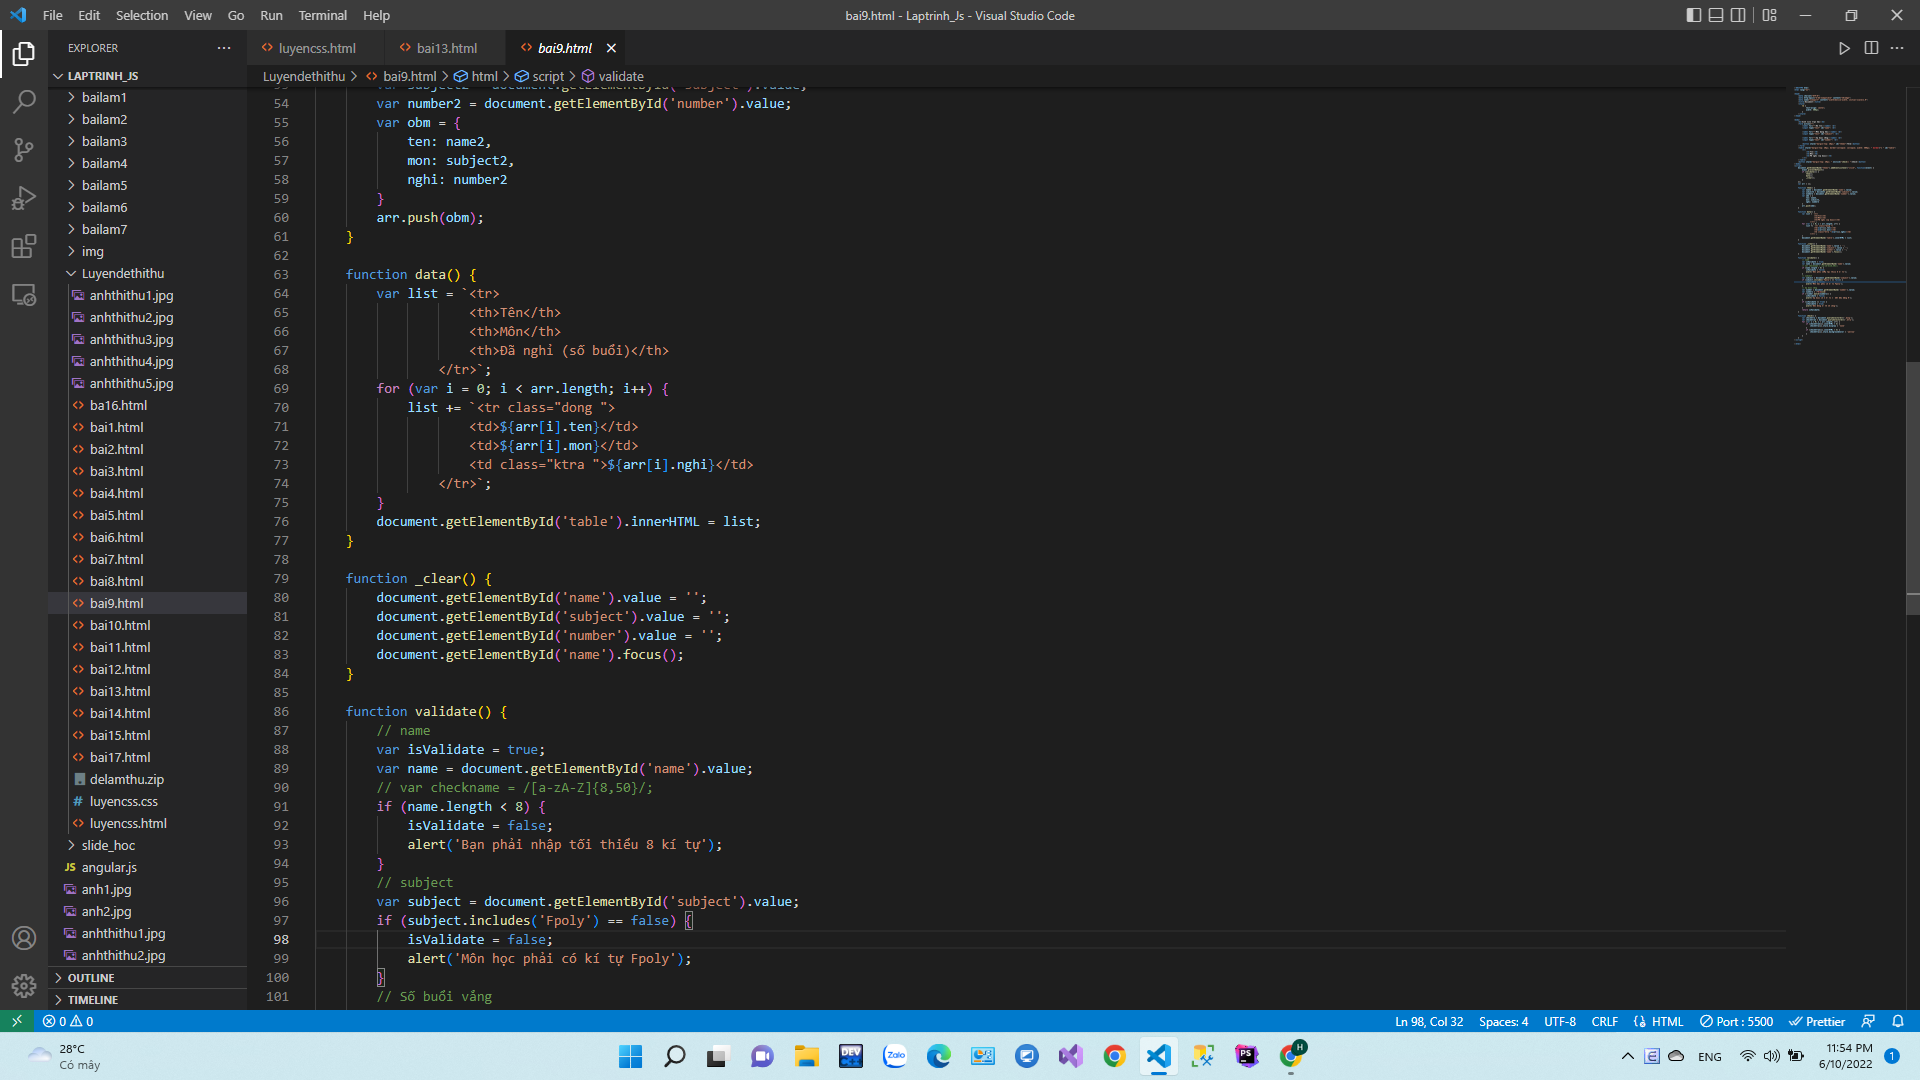 File Edit Selection View Go Run Terminal Help
bai9.html - Laptrinh_Js - Visual Studio Code
EXPLORER
luyencss.html
bai13.html
bai9.html
LAPTRINH_JS
bailam1
bailam2
bailam3
bailam4
bailam5
bailam6
bailam7
img
Luyendethithu
anhthithu1.jpg
anhthithu2.jpg
anhthithu3.jpg
anhthithu4.jpg
anhthithu5.jpg
ba16.html
bai1.html
bai2.html
bai3.html
bai4.html
bai5.html
bai6.html
bai7.html
bai8.html
bai9.html
bai10.html
bai11.html
bai12.html
bai13.html
bai14.html
bai15.html
bai17.html
delamthu.zip
luyencss.css
luyencss.html
slide_hoc
angular.js
anh1.jpg
anh2.jpg
anhthithu1.jpg
anhthithu2.jpg
OUTLINE
TIMELINE
Luyendethithu > bai9.html > html > script > validate
53 var subject2 = document.getElementById('subject').value;
54 var number2 = document.getElementById('number').value;
55 var obm = {
56 ten: name2,
57 mon: subject2,
58 nghi: number2
59 }
60 arr.push(obm);
61 }
62
63 function data() {
64 var list = `<tr>
65 <th>Tên</th>
66 <th>Môn</th>
67 <th>Đã nghỉ (số buổi)</th>
68 </tr>`;
69 for (var i = 0; i < arr.length; i++) {
70 list += `<tr class="dong ">
71 <td>${arr[i].ten}</td>
72 <td>${arr[i].mon}</td>
73 <td class="ktra ">${arr[i].nghi}</td>
74 </tr>`;
75 }
76 document.getElementById('table').innerHTML = list;
77 }
78
79 function _clear() {
80 document.getElementById('name').value = '';
81 document.getElementById('subject').value = '';
82 document.getElementById('number').value = '';
83 document.getElementById('name').focus();
84 }
85
86 function validate() {
87 // name
88 var isValidate = true;
89 var name = document.getElementById('name').value;
90 // var checkname = /[a-zA-Z]{8,50}/;
91 if (name.length < 8) {
92 isValidate = false;
93 alert('Bạn phải nhập tối thiểu 8 kí tự');
94 }
95 // subject
96 var subject = document.getElementById('subject').value;
97 if (subject.includes('Fpoly') == false) {
98 isValidate = false;
99 alert('Môn học phải có kí tự Fpoly');
100 }
101 // Số buổi vắng
0 0
Ln 98, Col 32 Spaces: 4 UTF-8 CRLF HTML Port : 5500 Prettier
28°C
Có mây
DEV
Zalo
PS
H
ENG
11:54 PM
6/10/2022
1